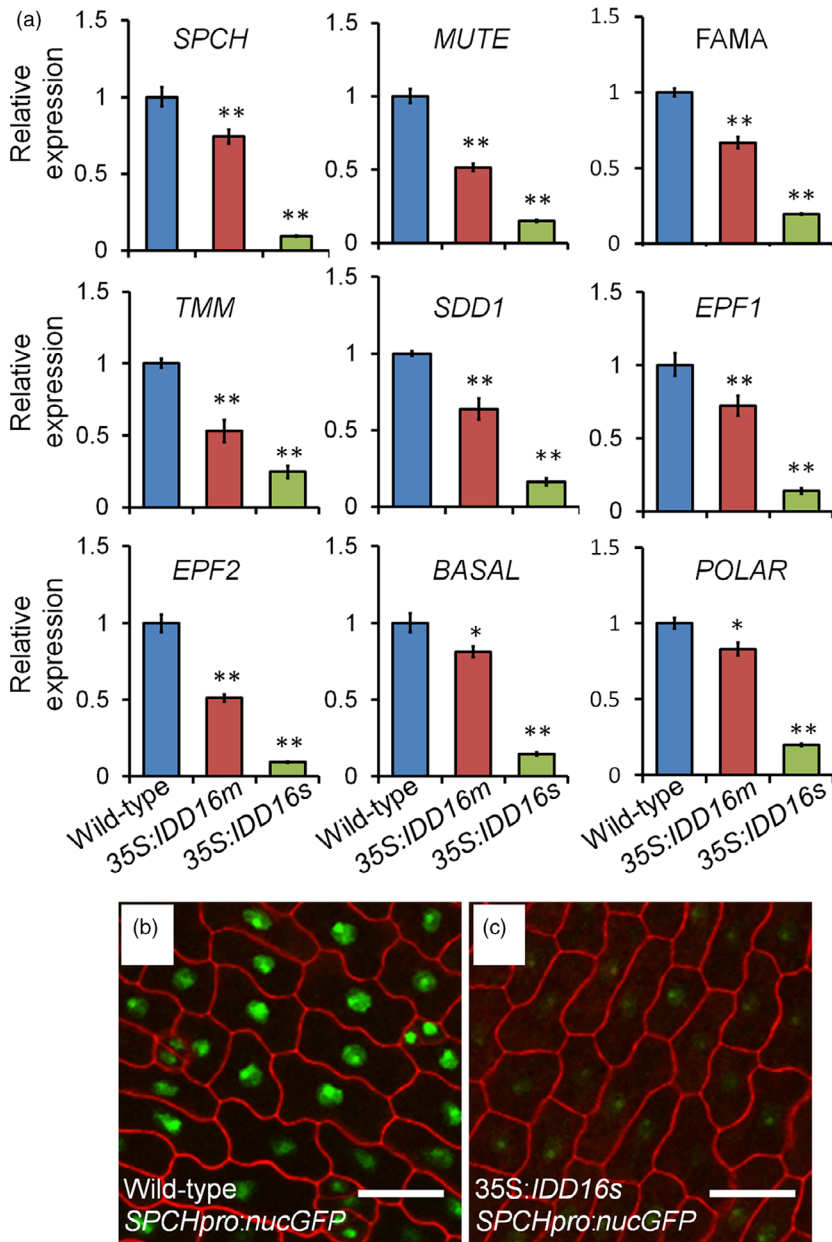 (a)
SPCH
MUTE
FAMA
Relative expression
1.5
1
0.5
0
**
**
1.5
1
0.5
0
**
**
1.5
1
0.5
0
**
**
TMM
SDD1
EPF1
Relative expression
1.5
1
0.5
0
**
**
1.5
1
0.5
0
**
**
1.5
1
0.5
0
**
**
EPF2
BASAL
POLAR
Relative expression
1.5
1
0.5
0
**
**
1.5
1
0.5
0
*
**
1.5
1
0.5
0
*
**
Wild-type
35S:IDD16m
35S:IDD16s
Wild-type
35S:IDD16m
35S:IDD16s
Wild-type
35S:IDD16m
35S:IDD16s
(b)
Wild-type
SPCHpro:nucGFP
(c)
35S:IDD16s
SPCHpro:nucGFP